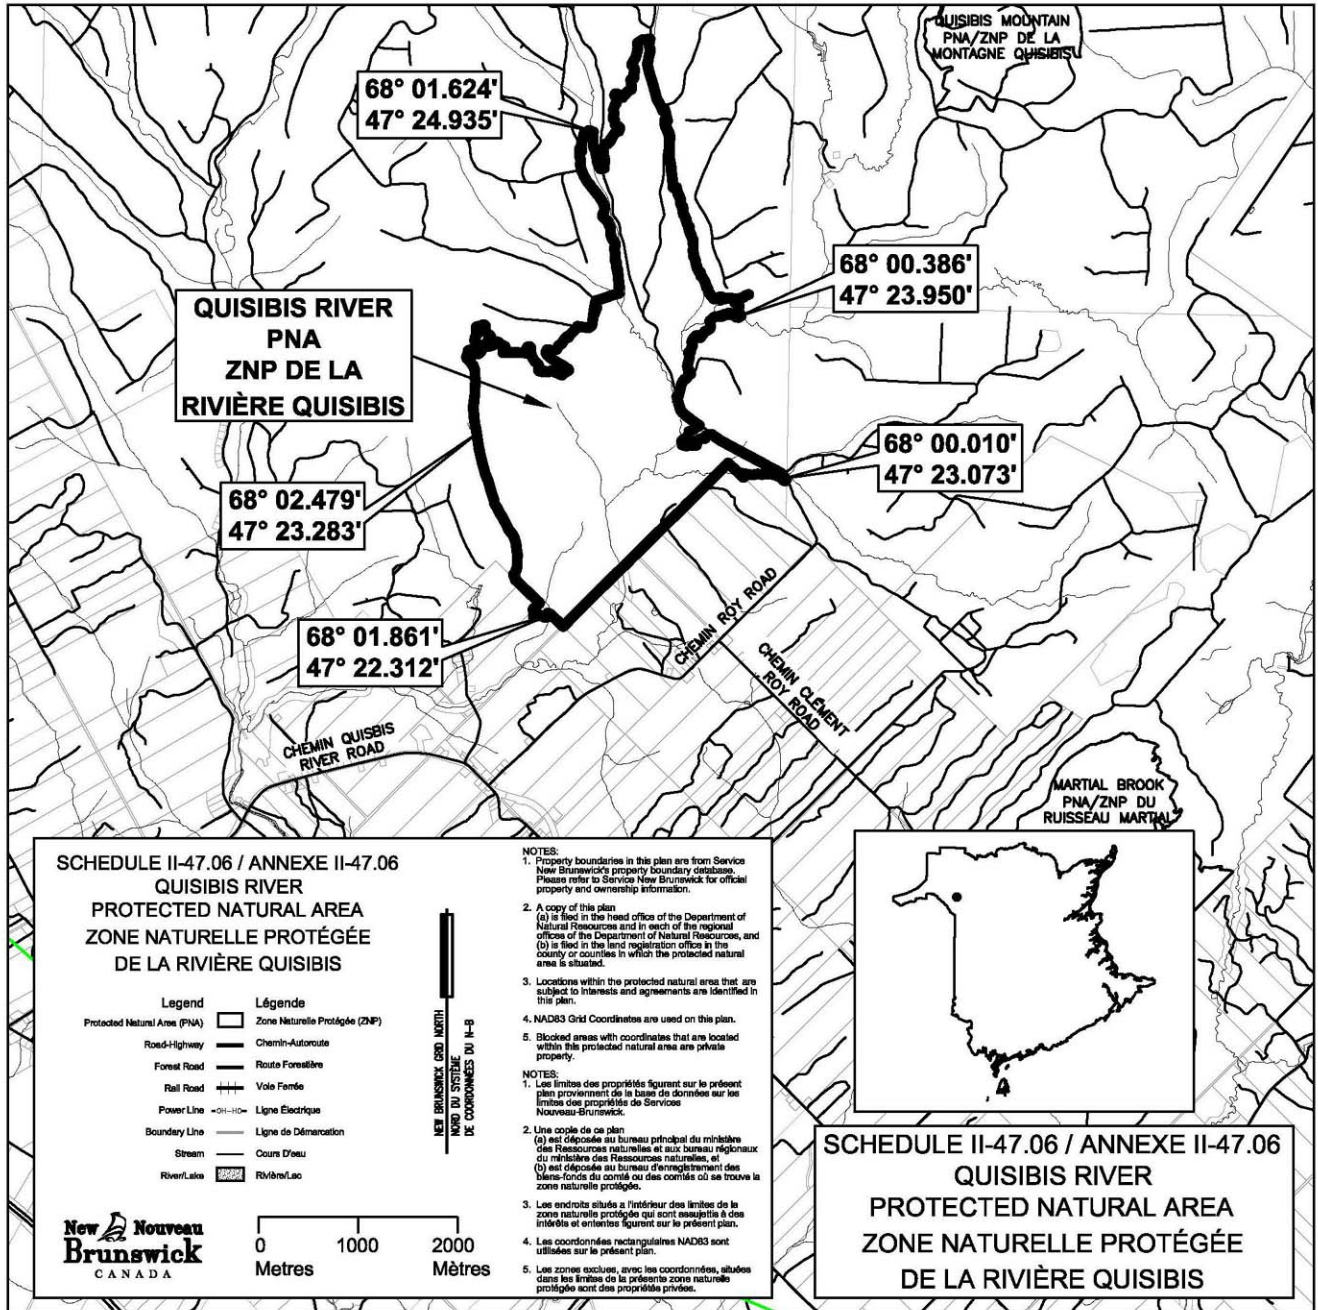 QUISIBIS MOUNTAIN
PNA/ZNP DE LA
MONTAGNE QUISIBIS
68° 01.624'
47° 24.935'
68° 00.386'
47° 23.950'
QUISIBIS RIVER
PNA
ZNP DE LA
RIVIÈRE QUISIBIS
68° 00.010'
47° 23.073'
68° 02.479'
47° 23.283'
68° 01.861'
47° 22.312'
CHEMIN ROY ROAD
CHEMIN CLÉMENT
ROY ROAD
CHEMIN QUISBIS
RIVER ROAD
MARTIAL BROOK
PNA/ZNP DU
RUISSEAU MARTIAL
SCHEDULE II-47.06 / ANNEXE II-47.06
QUISIBIS RIVER
PROTECTED NATURAL AREA
ZONE NATURELLE PROTÉGÉE
DE LA RIVIÈRE QUISIBIS
Legend Légende
Protected Natural Area (PNA) Zone Naturelle Protégée (ZNP)
Road-Highway Chemin-Autoroute
Forest Road Route Forestière
Rail Road Voie Ferrée
Power Line OH-HO Ligne Électrique
Boundary Line Ligne de Démarcation
Stream Cours D'eau
River/Lake Rivière/Lac
NEW BRUNSWICK GRID NORTH
NORD DU SYSTÈME
DE COORDONNÉES DU N-B
New Nouveau
Brunswick
CANADA
0 1000 2000
Metres Mètres
NOTES:
1. Property boundaries in this plan are from Service
New Brunswick's property boundary database.
Please refer to Service New Brunswick for official
property and ownership information.
2. A copy of this plan
(a) is filed in the head office of the Department of
Natural Resources and in each of the regional
offices of the Department of Natural Resources, and
(b) is filed in the land registration office in the
county or counties in which the protected natural
area is situated.
3. Locations within the protected natural area that are
subject to interests and agreements are identified in
this plan.
4. NAD83 Grid Coordinates are used on this plan.
5. Blocked areas with coordinates that are located
within this protected natural area are private
property.
NOTES:
1. Les limites des propriétés figurant sur le présent
plan proviennent de la base de données sur les
limites des propriétés de Services
Nouveau-Brunswick.
2. Une copie de ce plan
(a) est déposée au bureau principal du ministère
des Ressources naturelles et aux bureau régionaux
du ministère des Ressources naturelles, et
(b) est déposée au bureau d'enregistrement des
biens-fonds du comté ou des comtés où se trouve la
zone naturelle protégée.
3. Les endroits situés a l'intérieur des limites de la
zone naturelle protégée qui sont assujettis à des
intérêts et ententes figurent sur le présent plan.
4. Les coordonnées rectangulaires NAD83 sont
utilisées sur le présent plan.
5. Les zones exclues, avec les coordonnées, situées
dans les limites de la présente zone naturelle
protégée sont des propriétés privées.
SCHEDULE II-47.06 / ANNEXE II-47.06
QUISIBIS RIVER
PROTECTED NATURAL AREA
ZONE NATURELLE PROTÉGÉE
DE LA RIVIÈRE QUISIBIS